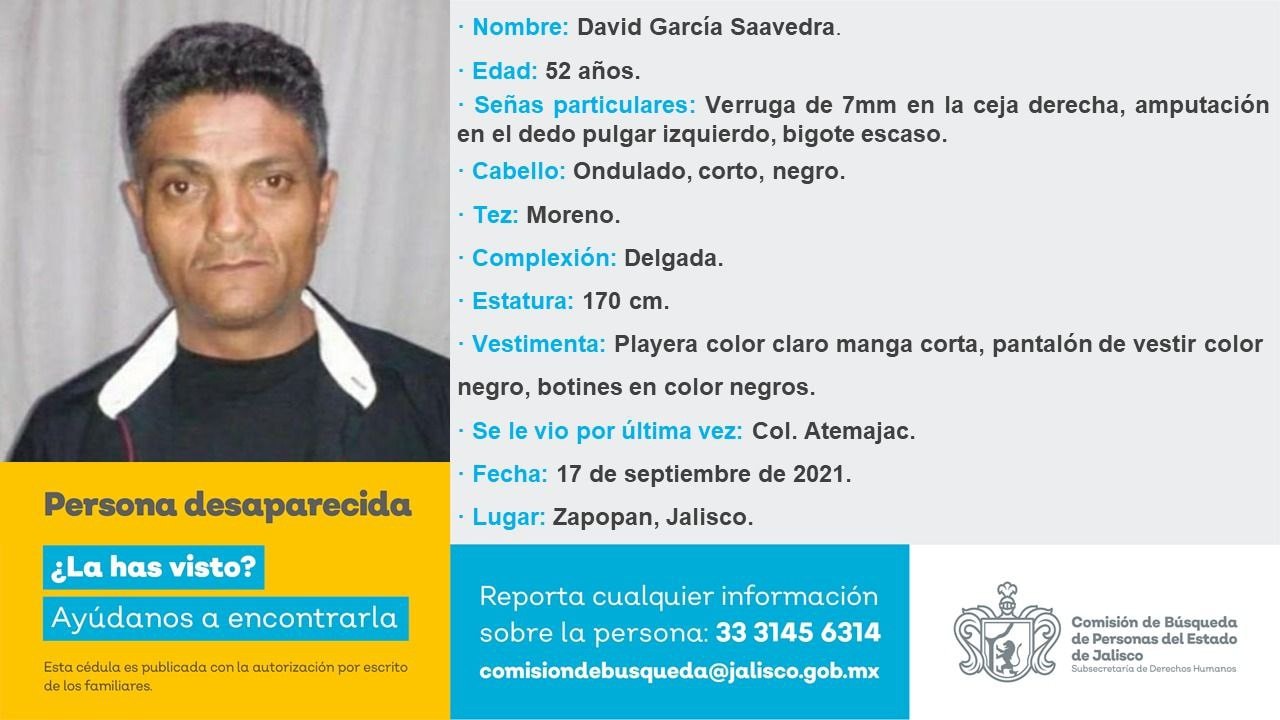 · Nombre: David García Saavedra.
· Edad: 52 años.
· Señas particulares: Verruga de 7mm en la ceja derecha, amputación
en el dedo pulgar izquierdo, bigote escaso.
· Cabello: Ondulado, corto, negro.
· Tez: Moreno.
· Complexión: Delgada.
· Estatura: 170 cm.
· Vestimenta: Playera color claro manga corta, pantalón de vestir color
negro, botines en color negros.
· Se le vio por última vez: Col. Atemajac.
· Fecha: 17 de septiembre de 2021.
· Lugar: Zapopan, Jalisco.
Persona desaparecida
¿La has visto?
Ayúdanos a encontrarla
Esta cédula es publicada con la autorización por escrito
de los familiares.
Reporta cualquier información
sobre la persona: 33 3145 6314
comisiondebusqueda@jalisco.gob.mx
Comisión de Búsqueda
de Personas del Estado
de Jalisco
Subsecretaría de Derechos Humanos